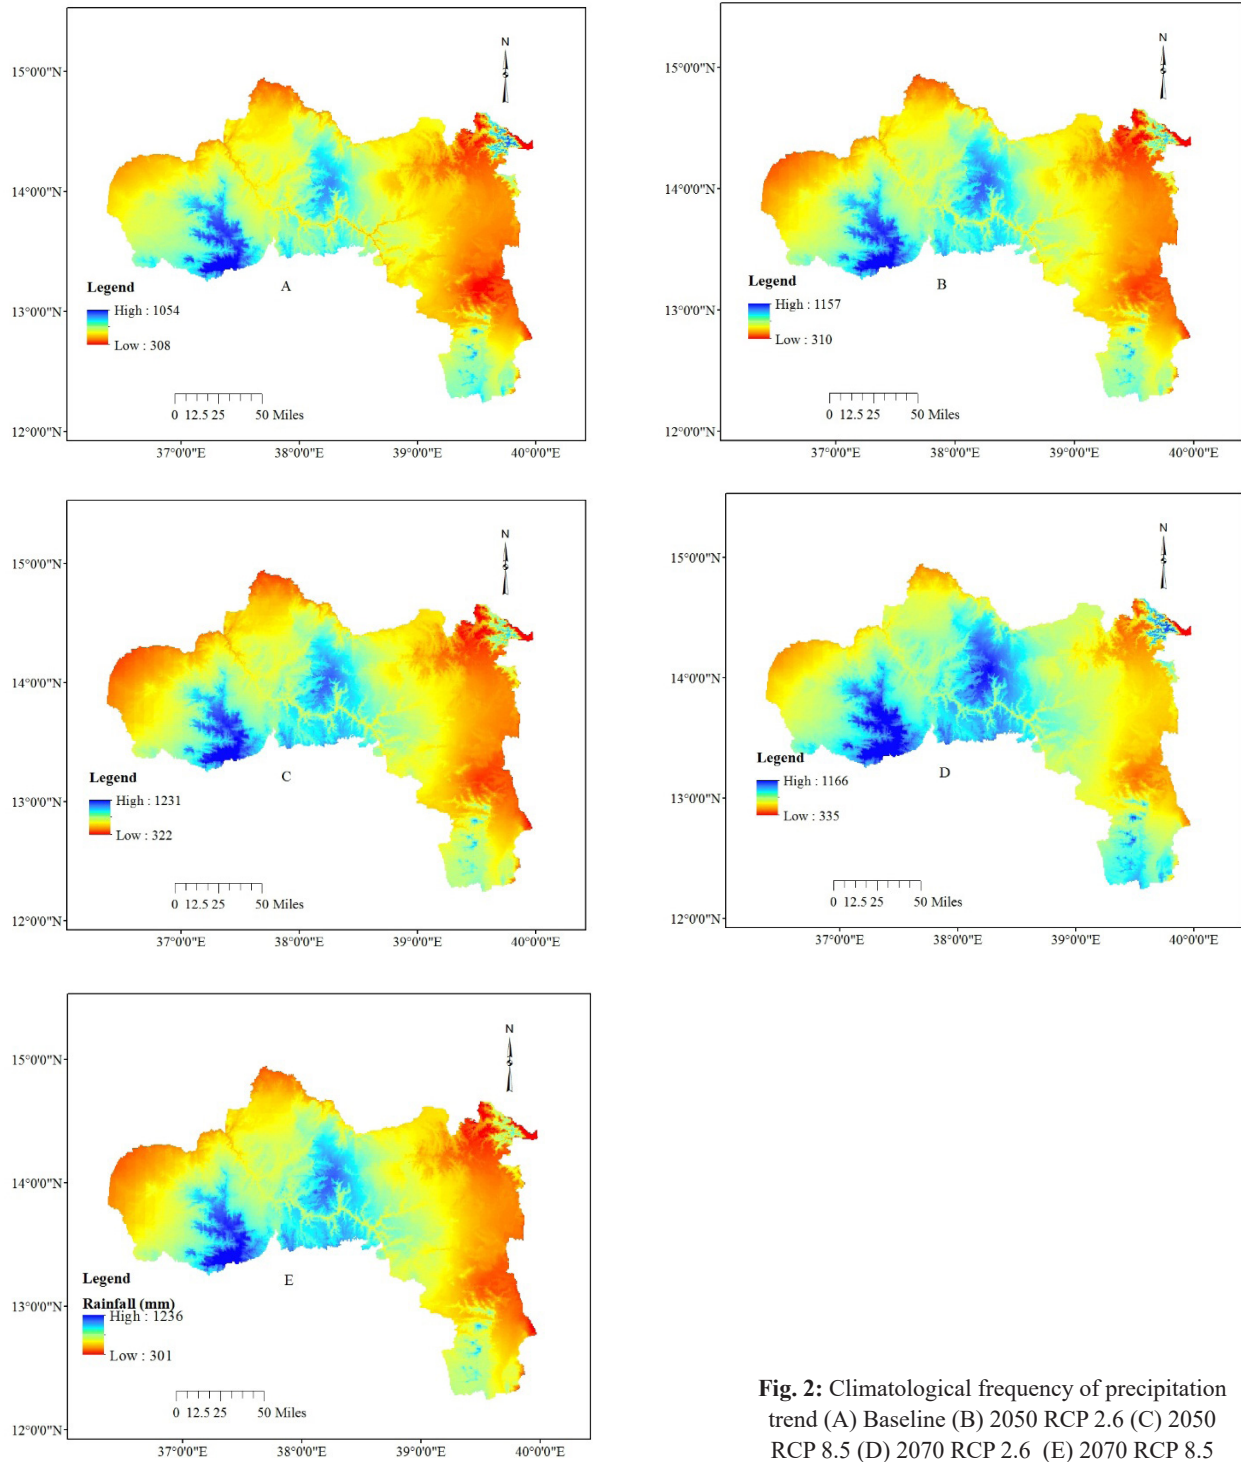 N
15°0'0"N
14°0'0"N
13°0'0"N
12°0'0"N
A
Legend
High : 1054
Low : 308
0 12.5 25 50 Miles
37°0'0"E 38°0'0"E 39°0'0"E 40°0'0"E
N
15°0'0"N
14°0'0"N
13°0'0"N
12°0'0"N
B
Legend
High : 1157
Low : 310
0 12.5 25 50 Miles
37°0'0"E 38°0'0"E 39°0'0"E 40°0'0"E
N
15°0'0"N
14°0'0"N
13°0'0"N
12°0'0"N
C
Legend
High : 1231
Low : 322
0 12.5 25 50 Miles
37°0'0"E 38°0'0"E 39°0'0"E 40°0'0"E
N
15°0'0"N
14°0'0"N
13°0'0"N
12°0'0"N
D
Legend
High : 1166
Low : 335
0 12.5 25 50 Miles
37°0'0"E 38°0'0"E 39°0'0"E 40°0'0"E
N
15°0'0"N
14°0'0"N
13°0'0"N
12°0'0"N
E
Legend
Rainfall (mm)
High : 1236
Low : 301
0 12.5 25 50 Miles
37°0'0"E 38°0'0"E 39°0'0"E 40°0'0"E
Fig. 2: Climatological frequency of precipitation
trend (A) Baseline (B) 2050 RCP 2.6 (C) 2050
RCP 8.5 (D) 2070 RCP 2.6 (E) 2070 RCP 8.5